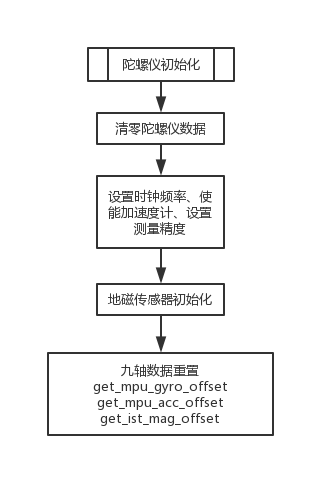 陀螺仪初始化
清零陀螺仪数据
设置时钟频率、使
能加速度计、设置
测量精度
地磁传感器初始化
九轴数据重置
get_mpu_gyro_offset
get_mpu_acc_offset
get_ist_mag_offset